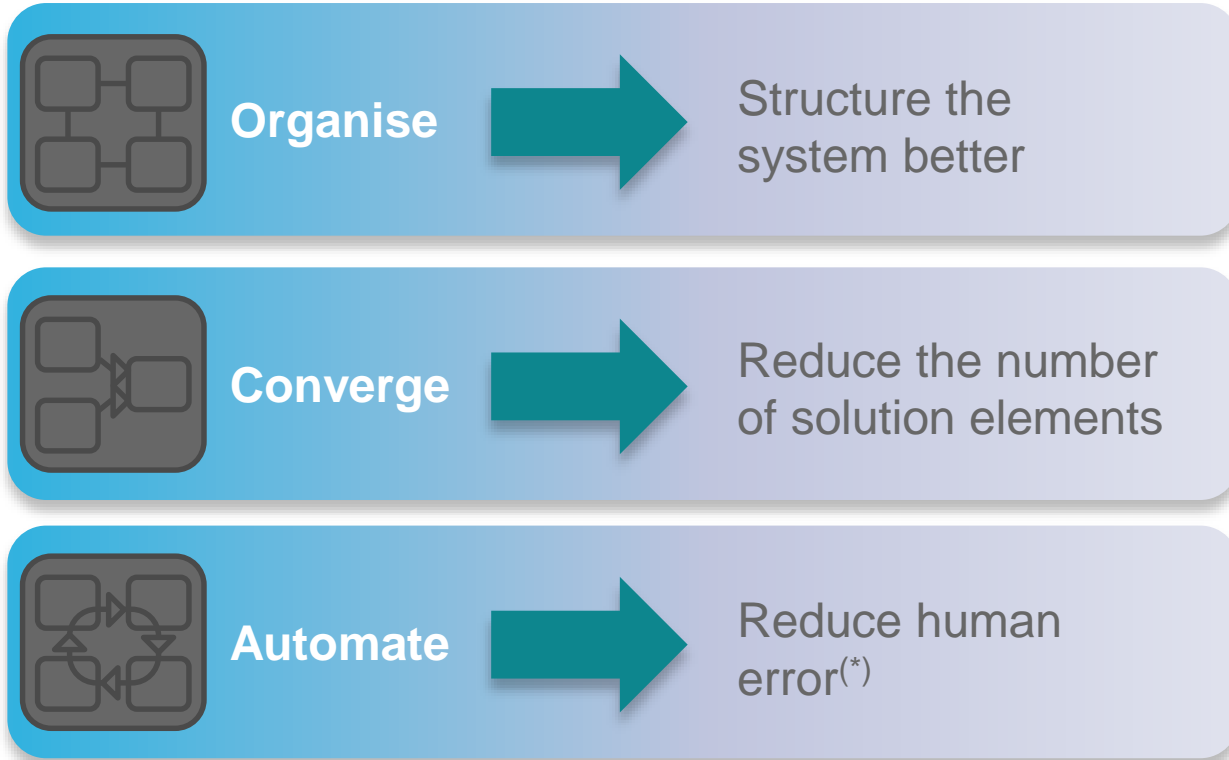 Organise
Structure the
system better
Converge
Reduce the number
of solution elements
Automate
Reduce human
error(*)